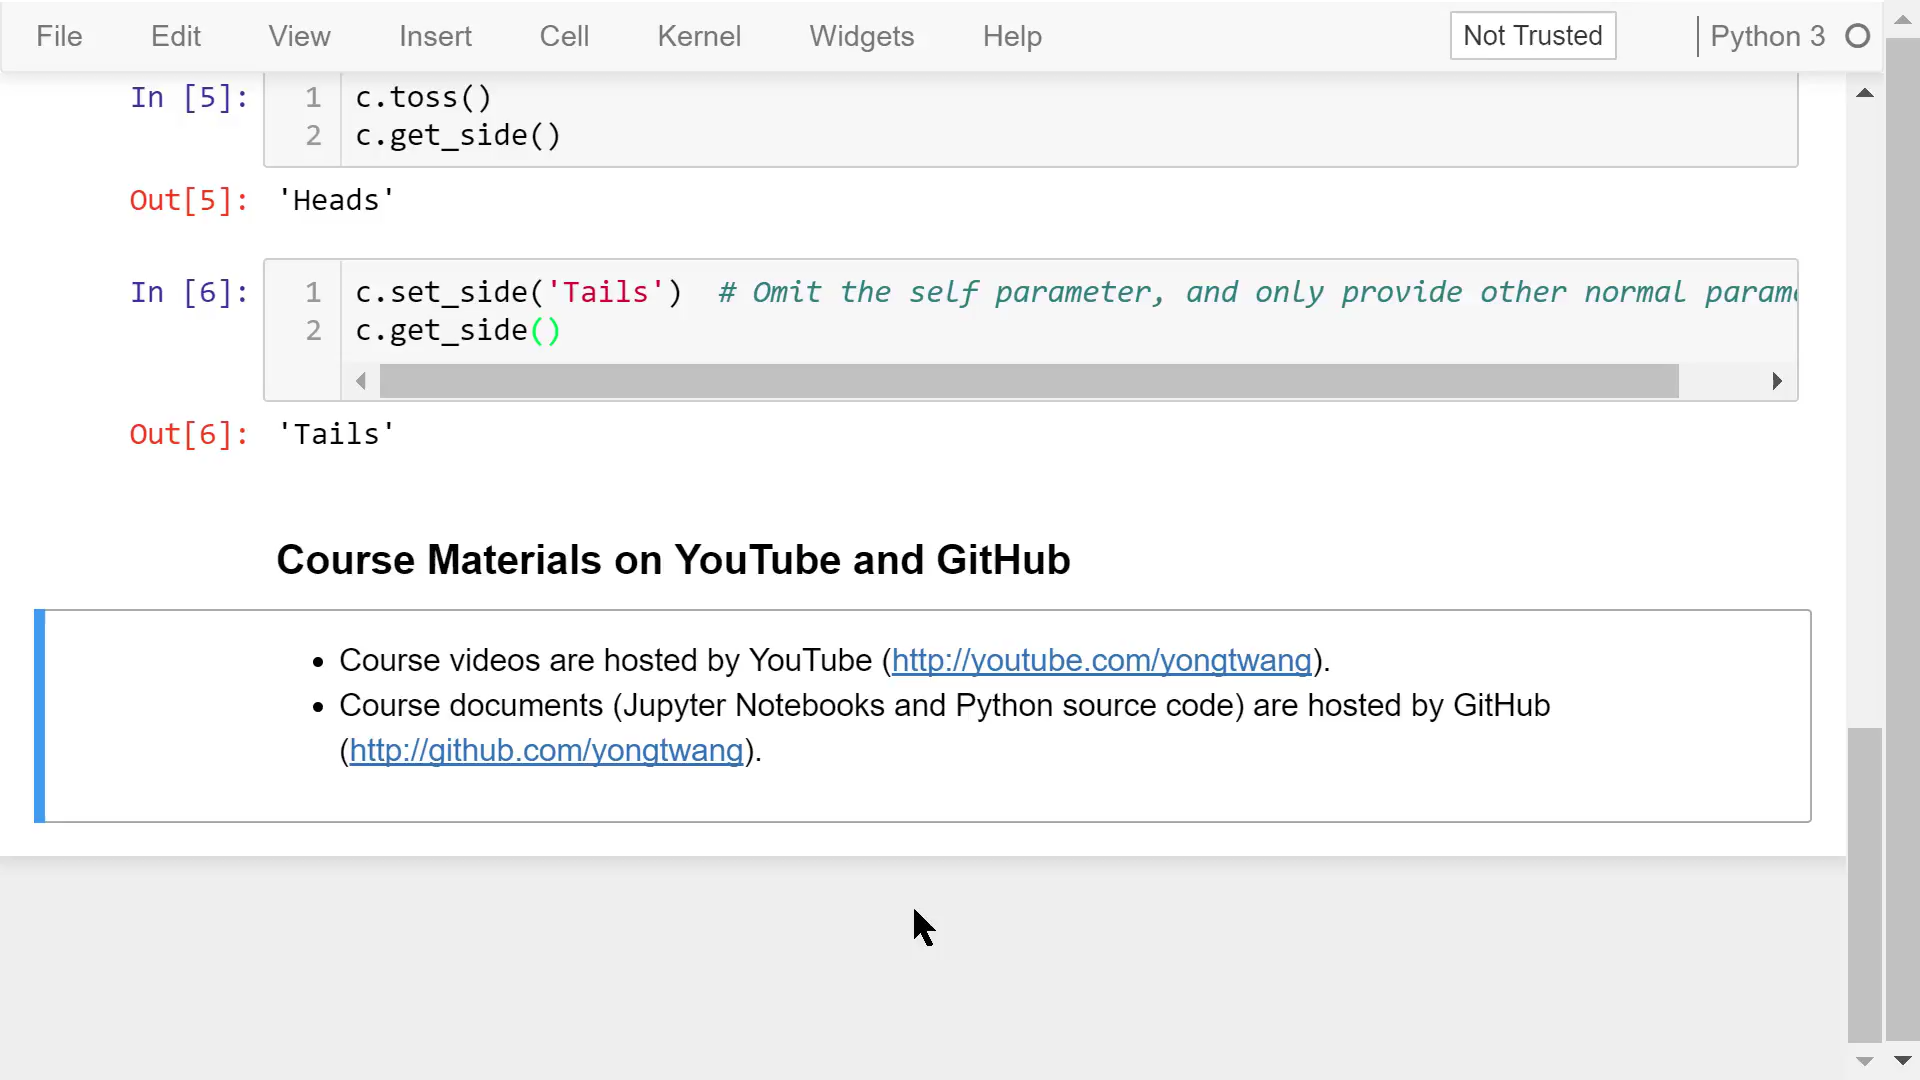 File Edit View Insert Cell Kernel Widgets Help Not Trusted Python 3
In [5]: 1 c.toss()
2 c.get_side()
Out[5]: 'Heads'
In [6]: 1 c.set_side('Tails') # Omit the self parameter, and only provide other normal param
2 c.get_side()
Out[6]: 'Tails'
Course Materials on YouTube and GitHub
• Course videos are hosted by YouTube (http://youtube.com/yongtwang).
• Course documents (Jupyter Notebooks and Python source code) are hosted by GitHub
(http://github.com/yongtwang).